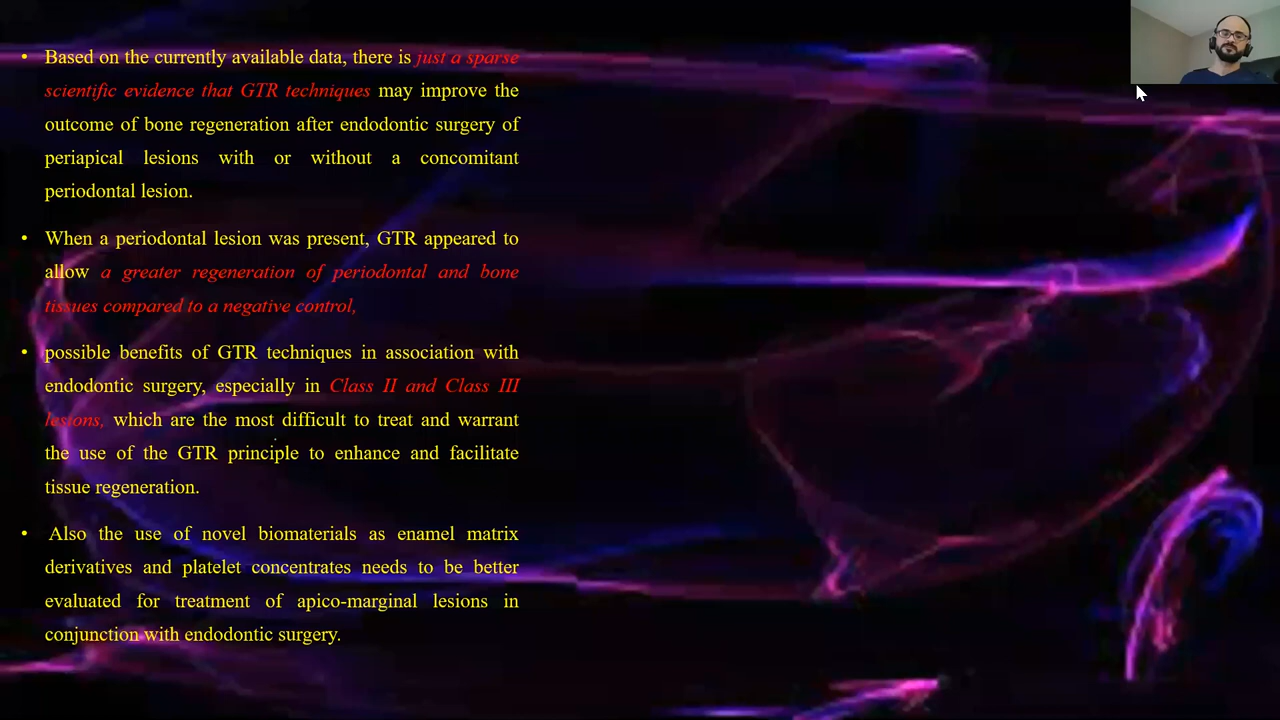 • Based on the currently available data, there is just a sparse
scientific evidence that GTR techniques may improve the
outcome of bone regeneration after endodontic surgery of
periapical lesions with or without a concomitant
periodontal lesion.
• When a periodontal lesion was present, GTR appeared to
allow a greater regeneration of periodontal and bone
tissues compared to a negative control,
• possible benefits of GTR techniques in association with
endodontic surgery, especially in Class II and Class III
lesions, which are the most difficult to treat and warrant
the use of the GTR principle to enhance and facilitate
tissue regeneration.
• Also the use of novel biomaterials as enamel matrix
derivatives and platelet concentrates needs to be better
evaluated for treatment of apico-marginal lesions in
conjunction with endodontic surgery.